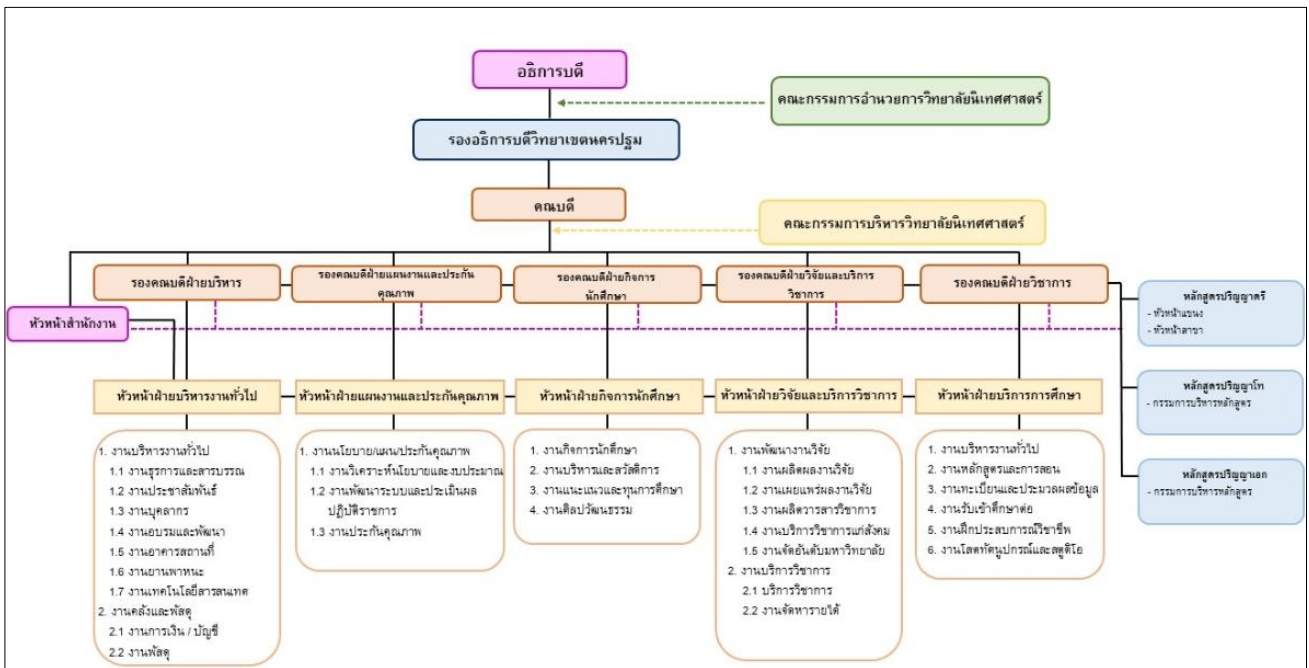 อธิการบดี
คณะกรรมการอำนวยการวิทยาลัยนิเทศศาสตร์
รองอธิการบดีวิทยาเขตนครปฐม
คณบดี
คณะกรรมการบริหารวิทยาลัยนิเทศศาสตร์
รองคณบดีฝ่ายบริหาร
รองคณบดีฝ่ายแผนงานและประกัน
คุณภาพ
รองคณบดีฝ่ายกิจการ
นักศึกษา
รองคณบดีฝ่ายวิจัยและบริการ
วิชาการ
รองคณบดีฝ่ายวิชาการ
หัวหน้าสำนักงาน
หลักสูตรปริญญาตรี
- หัวหน้าแขนง
- หัวหน้าสาขา
หลักสูตรปริญญาโท
- กรรมการบริหารหลักสูตร
หลักสูตรปริญญาเอก
- กรรมการบริหารหลักสูตร
หัวหน้าฝ่ายบริหารงานทั่วไป
หัวหน้าฝ่ายแผนงานและประกันคุณภาพ
หัวหน้าฝ่ายกิจการนักศึกษา
หัวหน้าฝ่ายวิจัยและบริการวิชาการ
หัวหน้าฝ่ายบริการการศึกษา
1. งานบริหารงานทั่วไป
1.1 งานธุรการและสารบรรณ
1.2 งานประชาสัมพันธ์
1.3 งานบุคลากร
1.4 งานอบรมและพัฒนา
1.5 งานอาคารสถานที่
1.6 งานยานพาหนะ
1.7 งานเทคโนโลยีสารสนเทศ
2. งานคลังและพัสดุ
2.1 งานการเงิน / บัญชี
2.2 งานพัสดุ
1. งานนโยบาย/แผน/ประกันคุณภาพ
1.1 งานวิเคราะห์นโยบายและงบประมาณ
1.2 งานพัฒนาระบบและประเมินผล
ปฏิบัติราชการ
1.3 งานประกันคุณภาพ
1. งานกิจการนักศึกษา
2. งานบริหารและสวัสดิการ
3. งานแนะแนวและทุนการศึกษา
4. งานศิลปวัฒนธรรม
1. งานพัฒนางานวิจัย
1.1 งานผลิตผลงานวิจัย
1.2 งานเผยแพร่ผลงานวิจัย
1.3 งานผลิตวารสารวิจัย
1.4 งานบริการวิชาการแก่สังคม
1.5 งานจัดอันดับมหาวิทยาลัย
2. งานบริการวิชาการ
2.1 บริการวิชาการ
2.2 งานจัดหารายได้
1. งานบริหารงานทั่วไป
2. งานหลักสูตรและการสอน
3. งานทะเบียนและประมวลผลข้อมูล
4. งานรับเข้าศึกษาต่อ
5. งานฝึกประสบการณ์วิชาชีพ
6. งานโสตทัศนูปกรณ์และสตูดิโอ